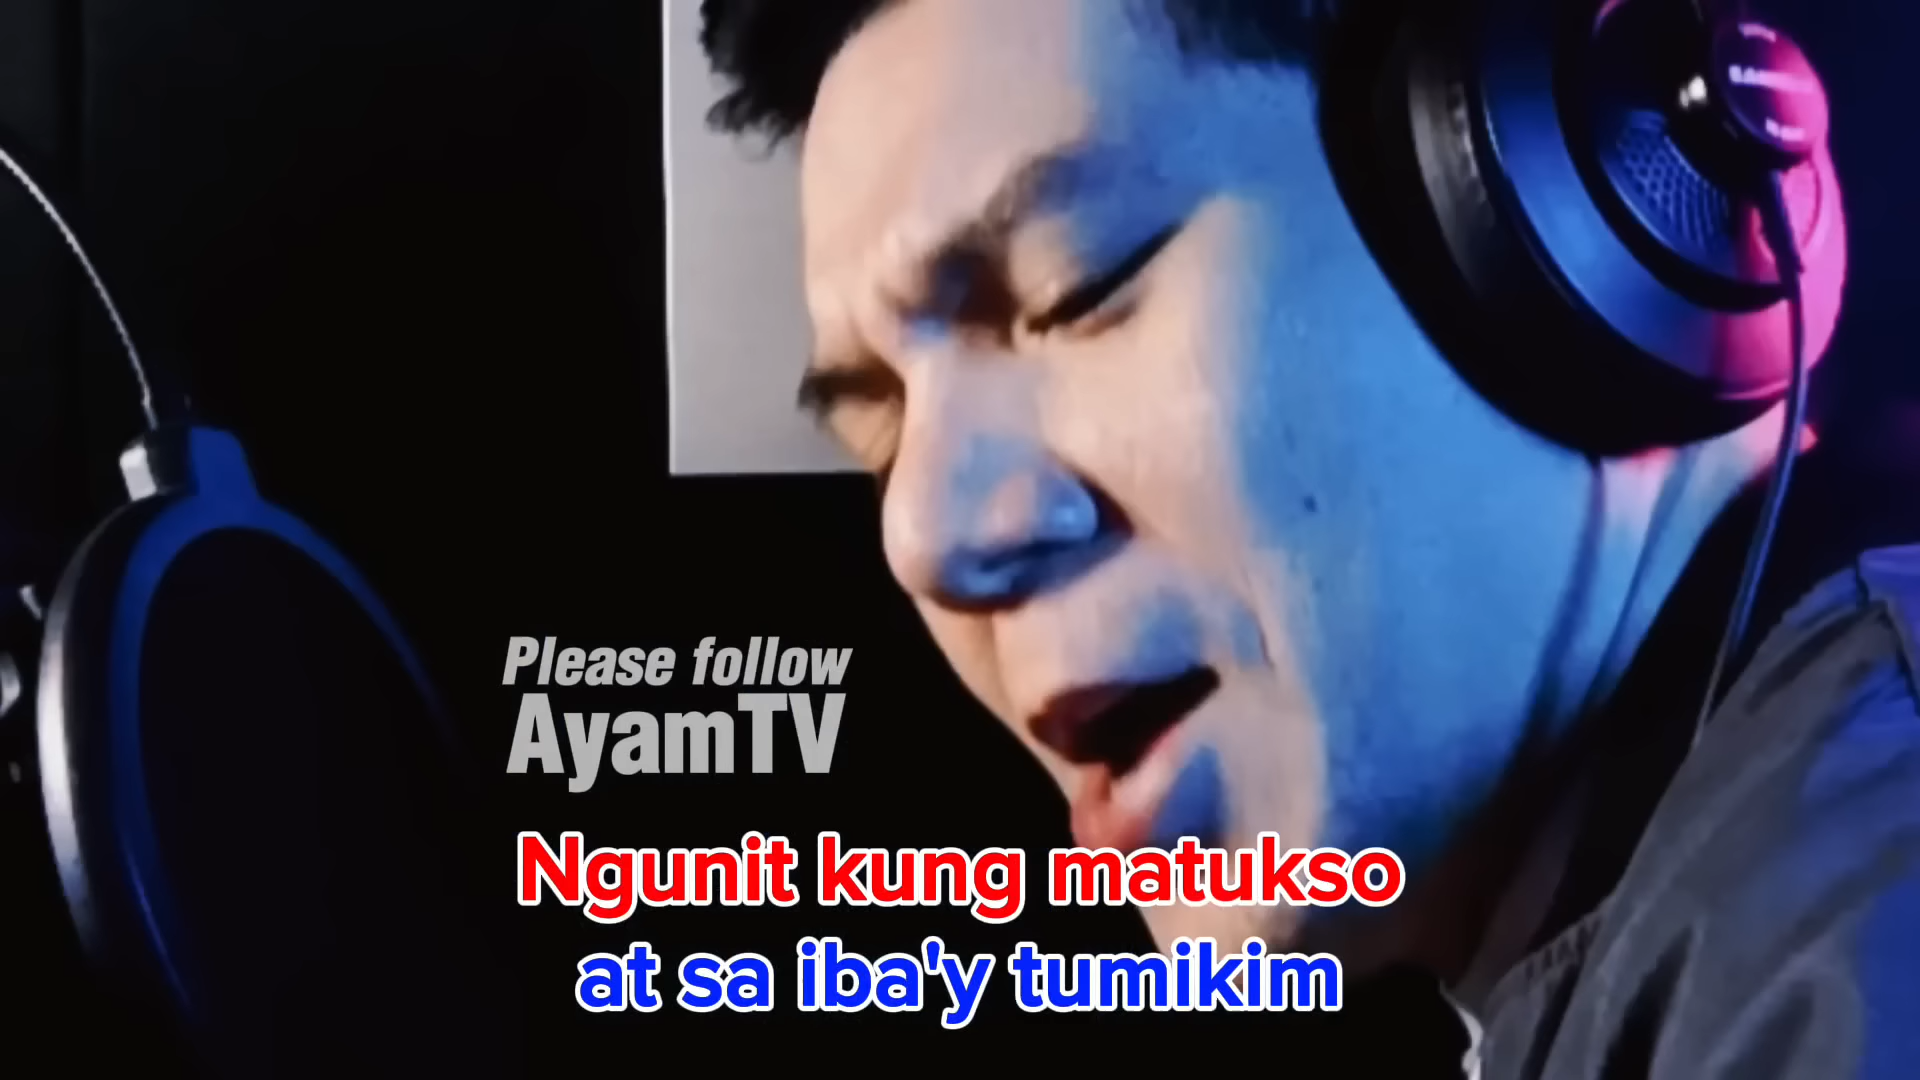 Please follow
AyamTV
Ngunit kung matukso
at sa iba'y tumikim